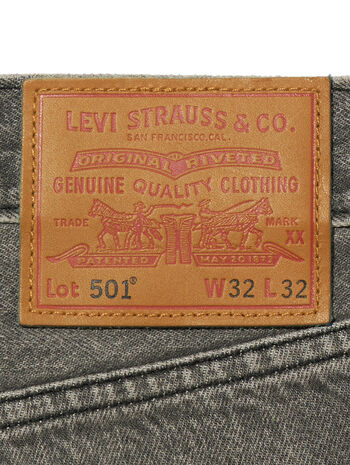 LEVI STRAUSS & CO.
SAN FRANCISCO, CAL.
ORIGINAL RIVETED
GENUINE QUALITY CLOTHING
TRADE MARK
XX
PATENTED MAY 20 1873
Lot 501® W32 L32